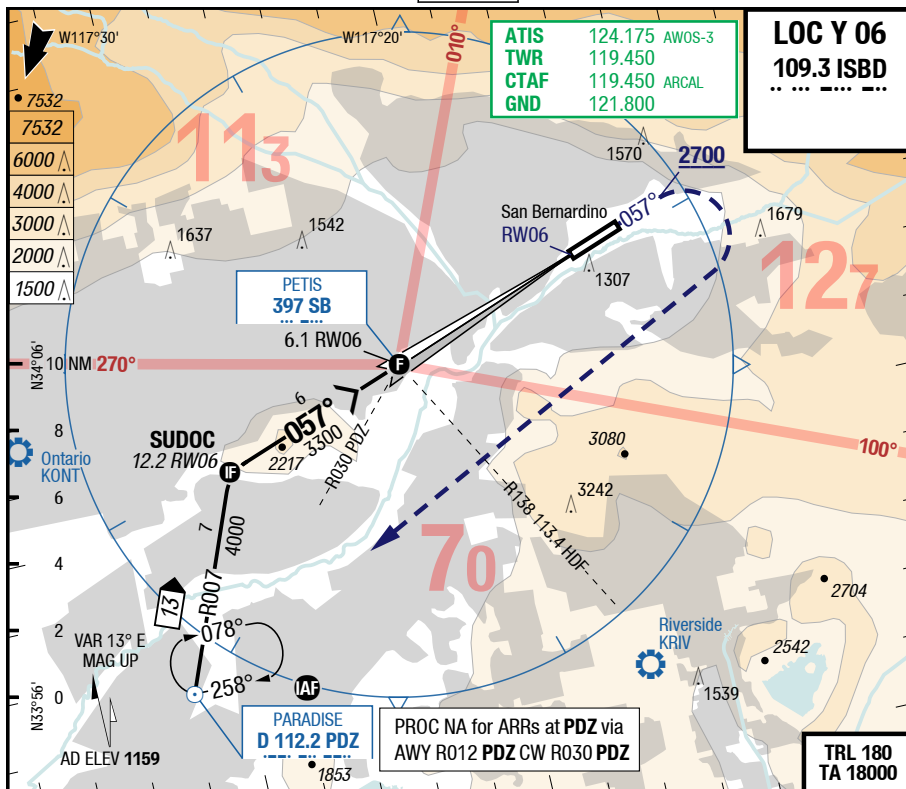 W117°30'
W117°20'
010°
ATIS 124.175 AWOS-3
TWR 119.450
CTAF 119.450 ARCAL
GND 121.800
LOC Y 06
109.3 ISBD
7532
7532
6000
4000
3000
2000
1500
113
1570
2700
1637
1542
San Bernardino
RW06
057°
1679
1307
127
PETIS
397 SB
6.1 RW06
N34°06'
10 NM 270°
F
6
057°
3300
SUDOC
12.2 RW06
2217
R030 PDZ
3080
100°
8
Ontario
KONT
IF
6
3242
R138 113.4 HDF
7
4000
R007
70
4
13
2704
078°
2
VAR 13° E
MAG UP
Riverside
KRIV
2542
258°
IAF
1539
0
N33°56'
PARADISE
D 112.2 PDZ
PROC NA for ARRs at PDZ via
AWY R012 PDZ CW R030 PDZ
AD ELEV 1159
1853
TRL 180
TA 18000